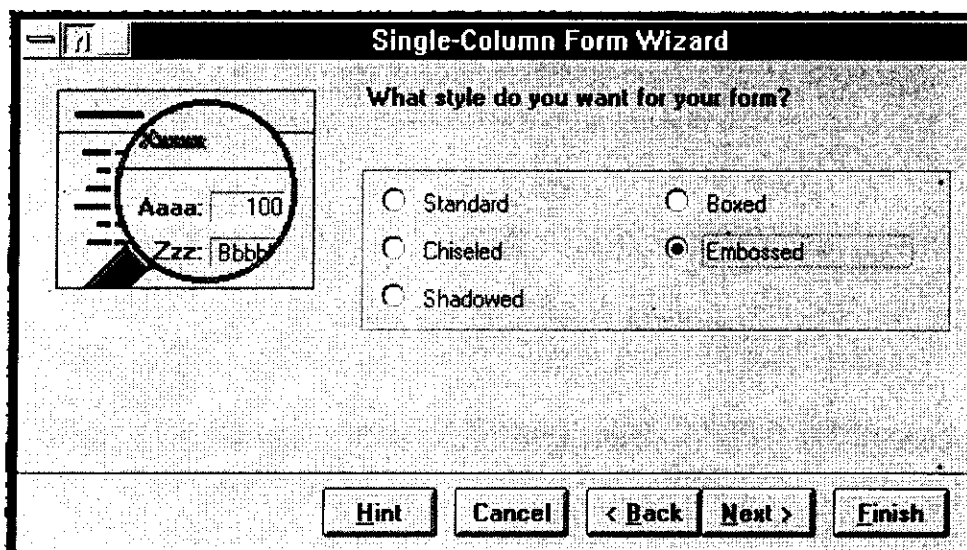 Single-Column Form Wizard
What style do you want for your form?
Aaaa: 100
Zzz: Bbbb
Standard
Boxed
Chiseled
Embossed
Shadowed
Hint Cancel < Back Next > Finish